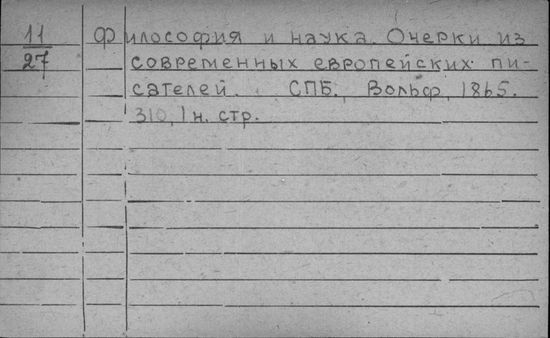 11
27
Философия и наука. Очерки из
современных европейских пи-
сателей. СПБ., Вольф, 1865.
310, 1 н. стр.